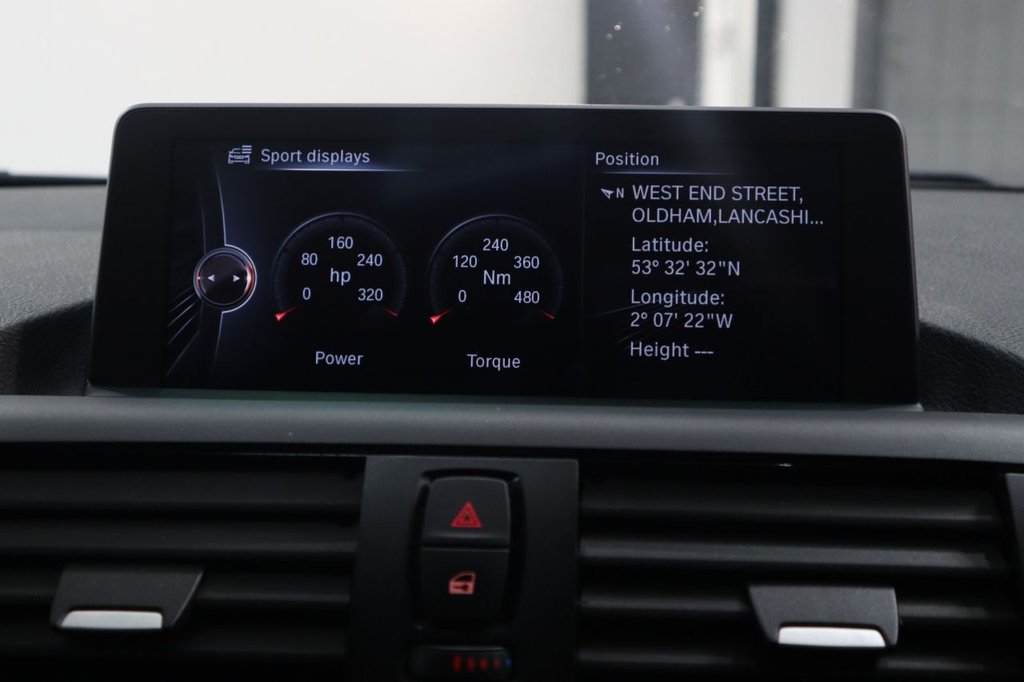 Sport displays
160
80
240
hp
0
320
Power
240
120
360
Nm
0
480
Torque
Position
N WEST END STREET,
OLDHAM,LANCASHI...
Latitude:
53° 32' 32"N
Longitude:
2° 07' 22"W
Height ---